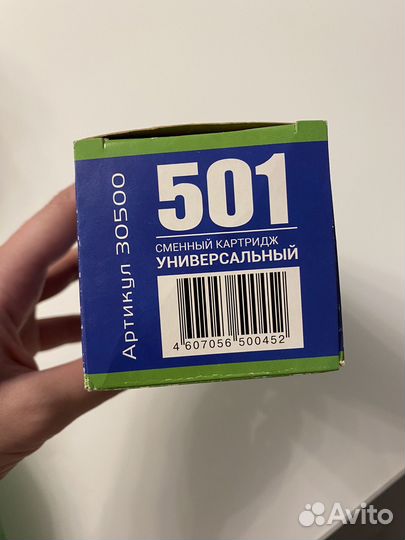 501
СМЕННЫЙ КАРТРИДЖ
УНИВЕРСАЛЬНЫЙ
Артикул 30500
4 607056 500452
Avito